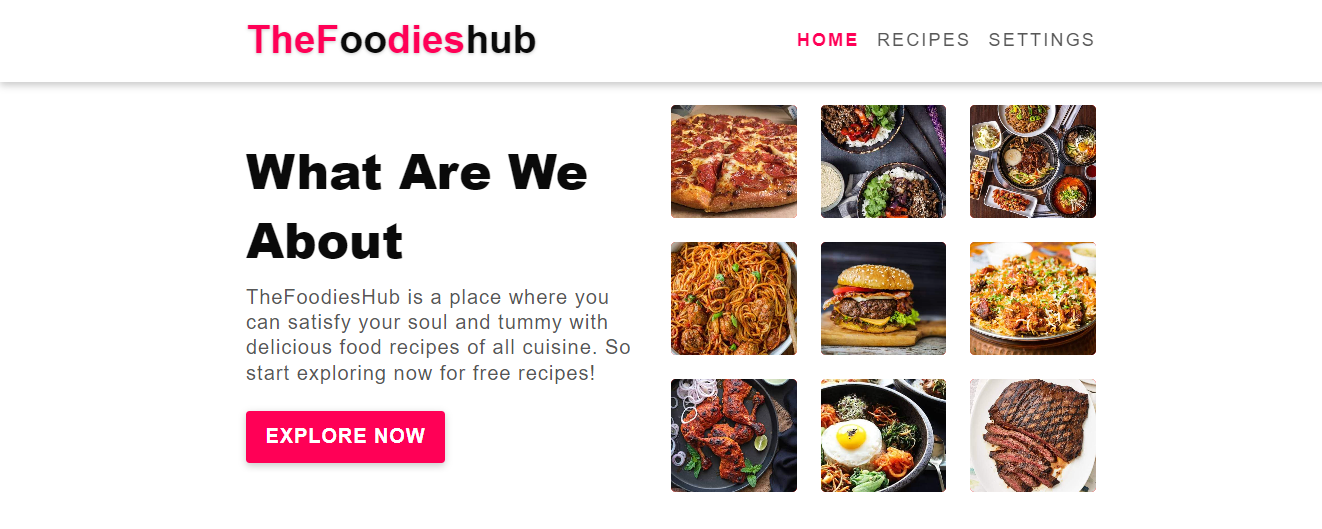 TheFoodieshub
HOME RECIPES SETTINGS
What Are We
About
TheFoodiesHub is a place where you
can satisfy your soul and tummy with
delicious food recipes of all cuisine. So
start exploring now for free recipes!
EXPLORE NOW